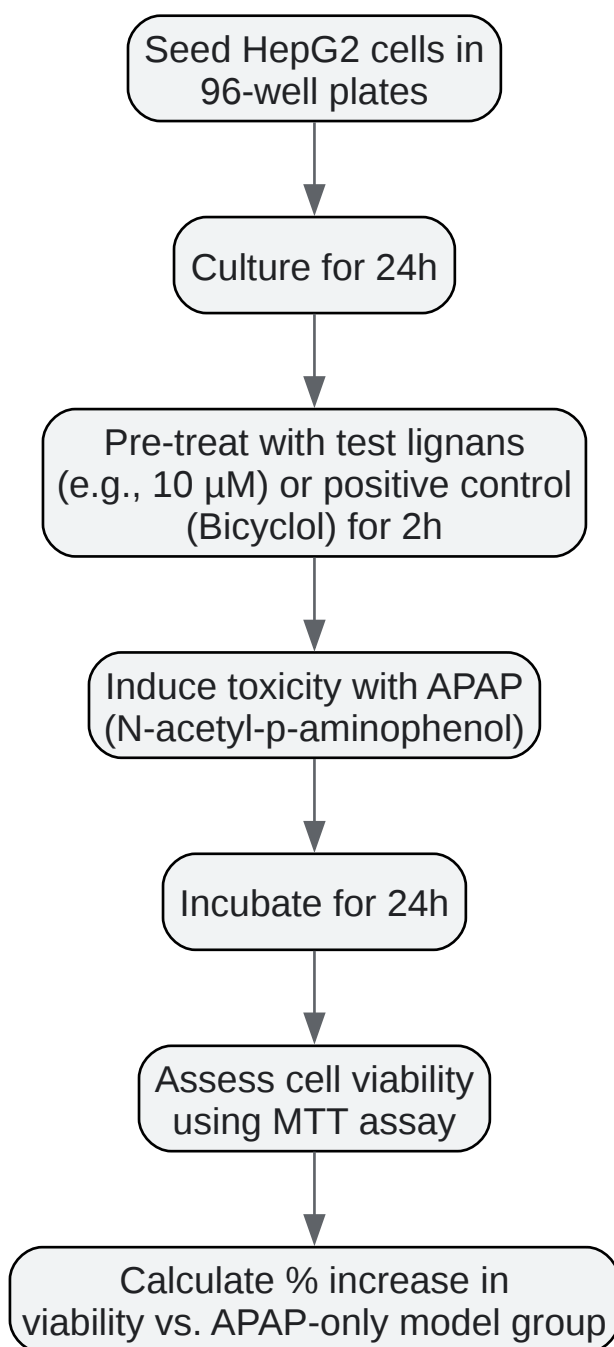 Seed HepG2 cells in
96-well plates
Culture for 24h
Pre-treat with test lignans
(e.g., 10 µM) or positive control
(Bicyclol) for 2h
Induce toxicity with APAP
(N-acetyl-p-aminophenol)
Incubate for 24h
Assess cell viability
using MTT assay
Calculate % increase in
viability vs. APAP-only model group